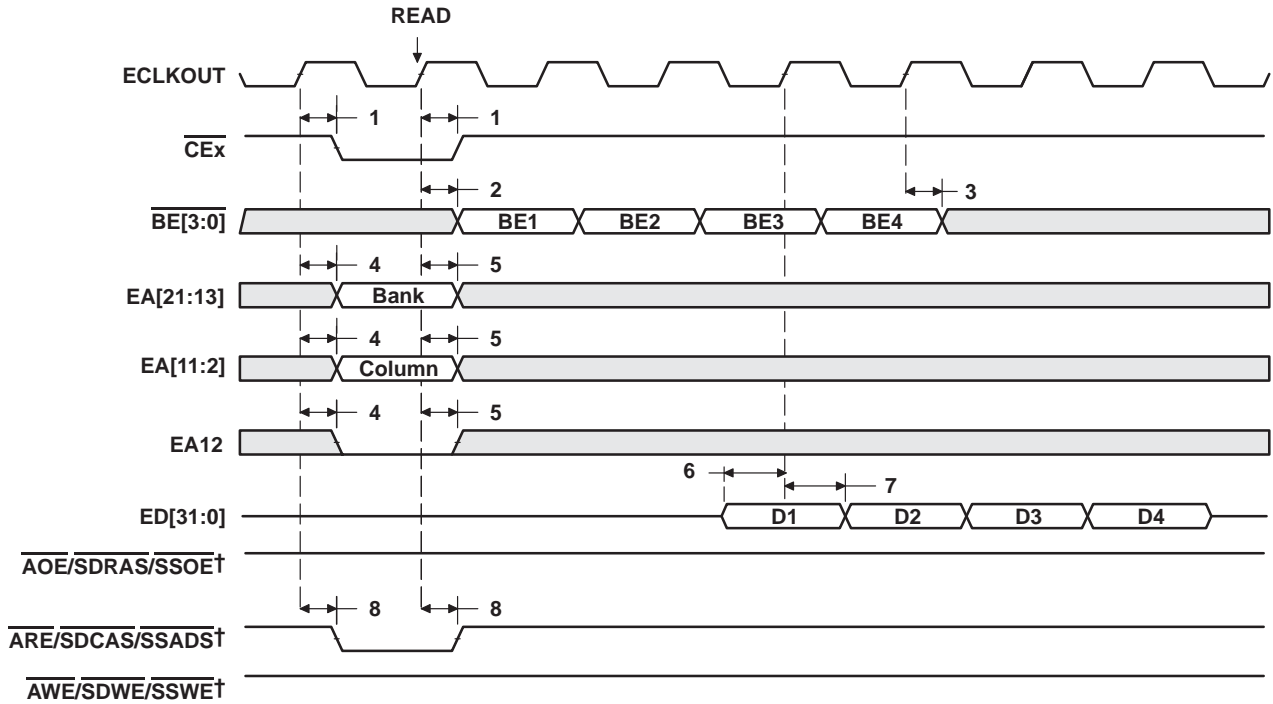 READ
ECLKOUT
1 1
CEx
2 3
BE[3:0] BE1 BE2 BE3 BE4
4 5
EA[21:13] Bank
4 5
EA[11:2] Column
4 5
EA12
6 7
ED[31:0] D1 D2 D3 D4
AOE/SDRAS/SSOE†
8 8
ARE/SDCAS/SSADS†
AWE/SDWE/SSWE†